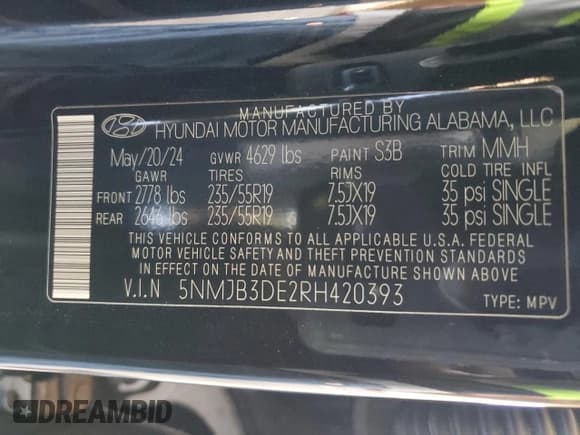 MANUFACTURED BY
HYUNDAI MOTOR MANUFACTURING ALABAMA, LLC
May/20/24 GVWR 4629 lbs PAINT S3B TRIM MMH
GAWR TIRES RIMS COLD TIRE INFL
FRONT 2778 lbs 235/55R19 7.5JX19 35 psi SINGLE
REAR 2646 lbs 235/55R19 7.5JX19 35 psi SINGLE
THIS VEHICLE CONFORMS TO ALL APPLICABLE U.S.A. FEDERAL
MOTOR VEHICLE SAFETY AND THEFT PREVENTION STANDARDS
IN EFFECT ON THE DATE OF MANUFACTURE SHOWN ABOVE.
V.I.N 5NMJB3DE2RH420393 TYPE: MPV
DREAMBID